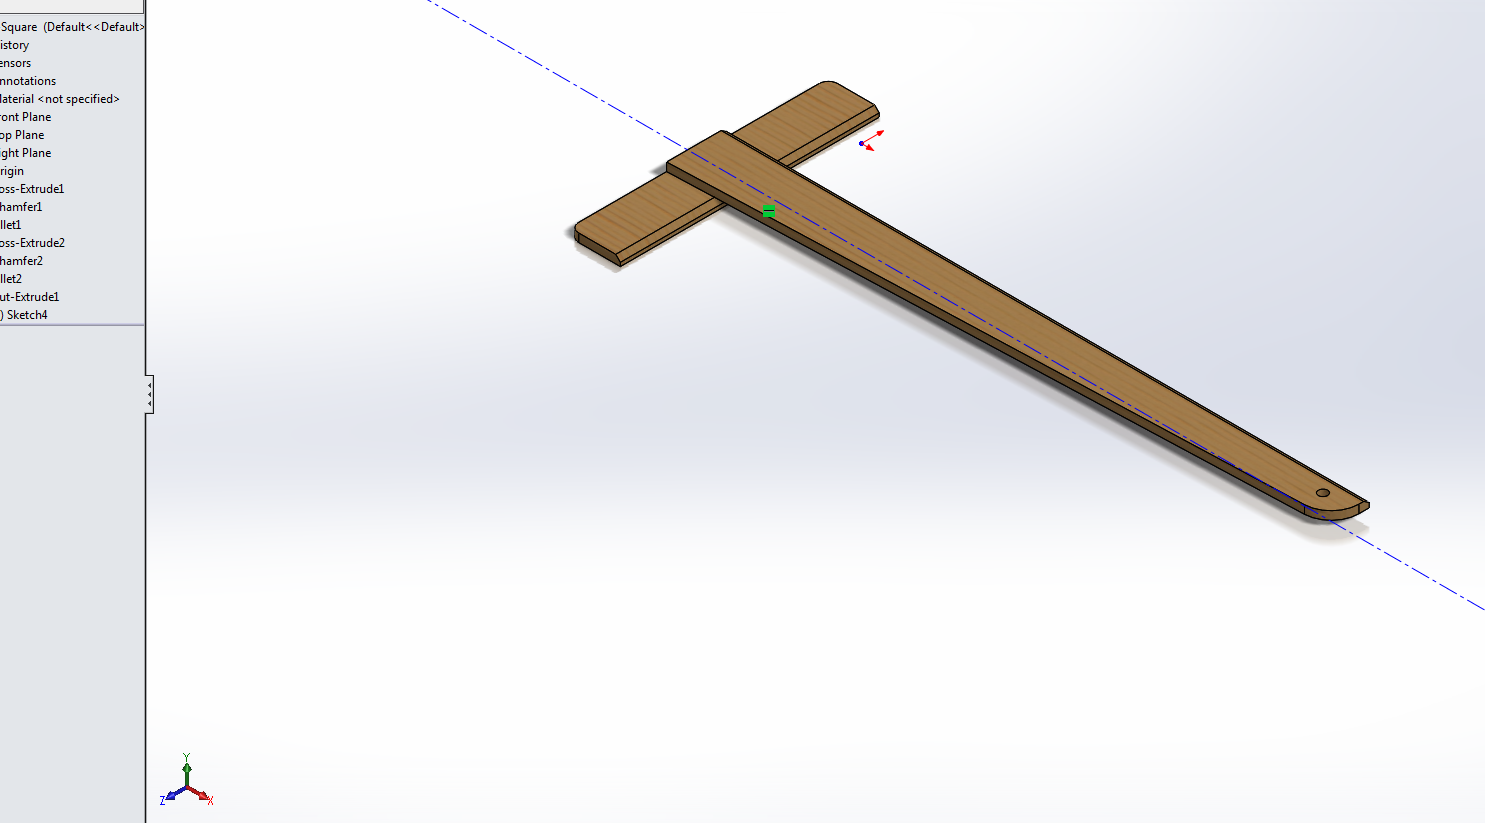 Square (Default<<Default>
istory
ensors
nnotations
laterial <not specified>
ront Plane
op Plane
ight Plane
rigin
oss-Extrude1
hamfer1
llet1
oss-Extrude2
hamfer2
llet2
ut-Extrude1
) Sketch4
Y
Z
X